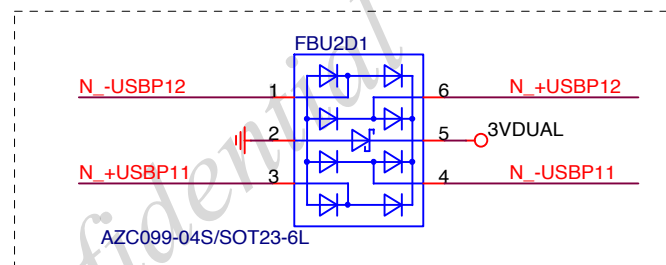 FBU2D1
N_-USBP12 1 6 N_+USBP12
2 5 3VDUAL
N_+USBP11 3 4 N_-USBP11
AZC099-04S/SOT23-6L